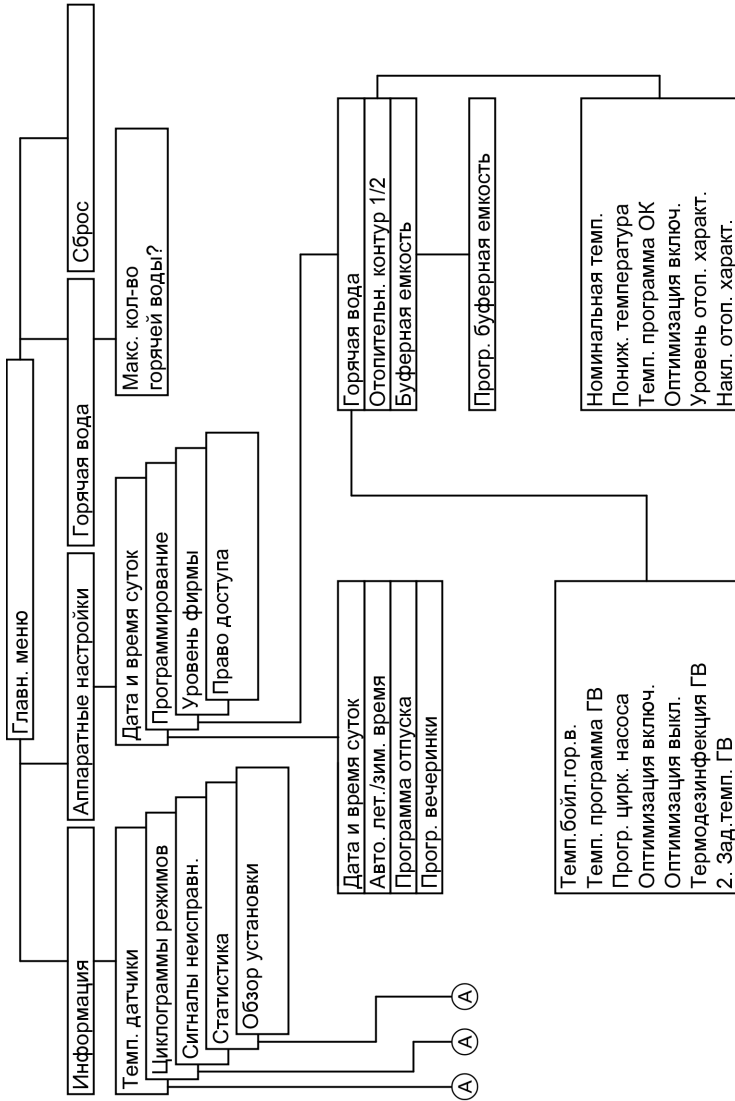 Главн. меню
Информация
Аппаратные настройки
Горячая вода
Сброс
Темп. датчики
Циклограммы режимов
Сигналы неисправн.
Статистика
Обзор установки
A
A
A
Дата и время суток
Программирование
Уровень фирмы
Право доступа
Макс. кол-во
горячей воды?
Дата и время суток
Авто. лет./зим. время
Программа отпуска
Прогр. вечеринки
Горячая вода
Отопительн. контур 1/2
Буферная емкость
Прогр. буферная емкость
Темп.бойл.гор.в.
Темп. программа ГВ
Прогр. цирк. насоса
Оптимизация включ.
Оптимизация выкл.
Термодезинфекция ГВ
2. Зад.темп. ГВ
Номинальная темп.
Пониж. температура
Темп. программа ОК
Оптимизация включ.
Уровень отоп. характ.
Накл. отоп. характ.